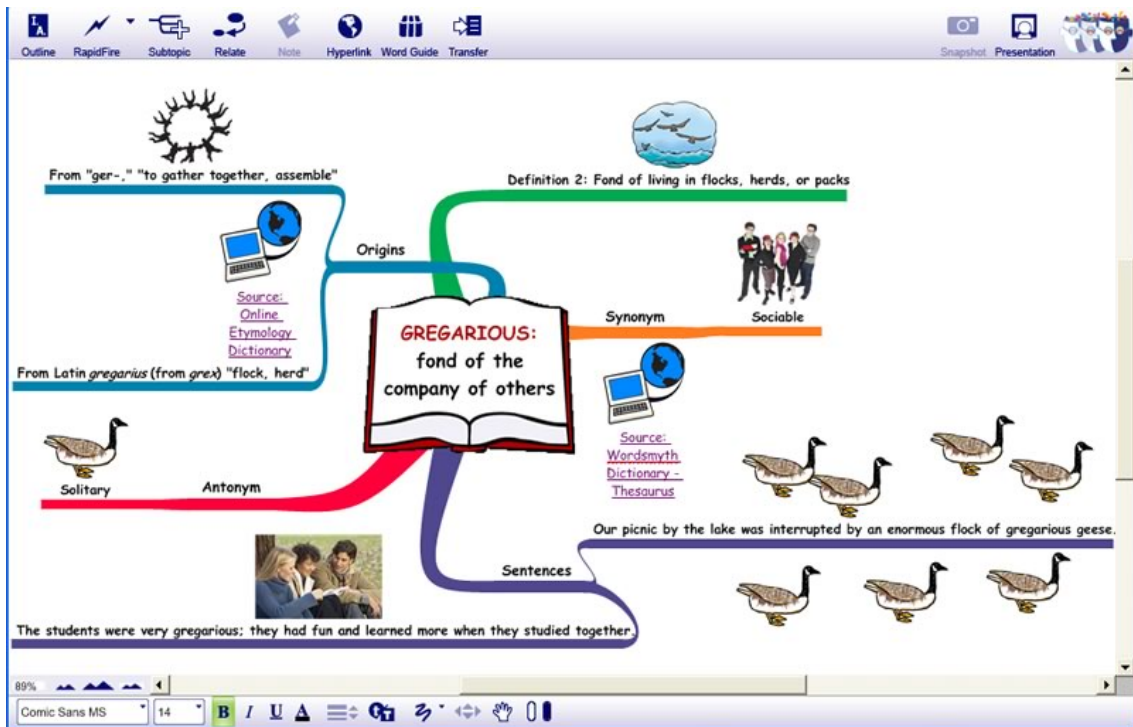 Outline RapidFire Subtopic Relate Note Hyperlink Word Guide Transfer Snapshot Presentation
From "ger-," "to gather together, assemble"
Definition 2: Fond of living in flocks, herds, or packs
Origins
Source:
Online
Etymology
Dictionary
From Latin gregarius (from grex) "flock, herd"
GREGARIOUS:
fond of the
company of others
Synonym
Sociable
Source:
Wordsmyth
Dictionary -
Thesaurus
Solitary
Antonym
Our picnic by the lake was interrupted by an enormous flock of gregarious geese.
Sentences
The students were very gregarious; they had fun and learned more when they studied together.
89%
Comic Sans MS 14 B I U A